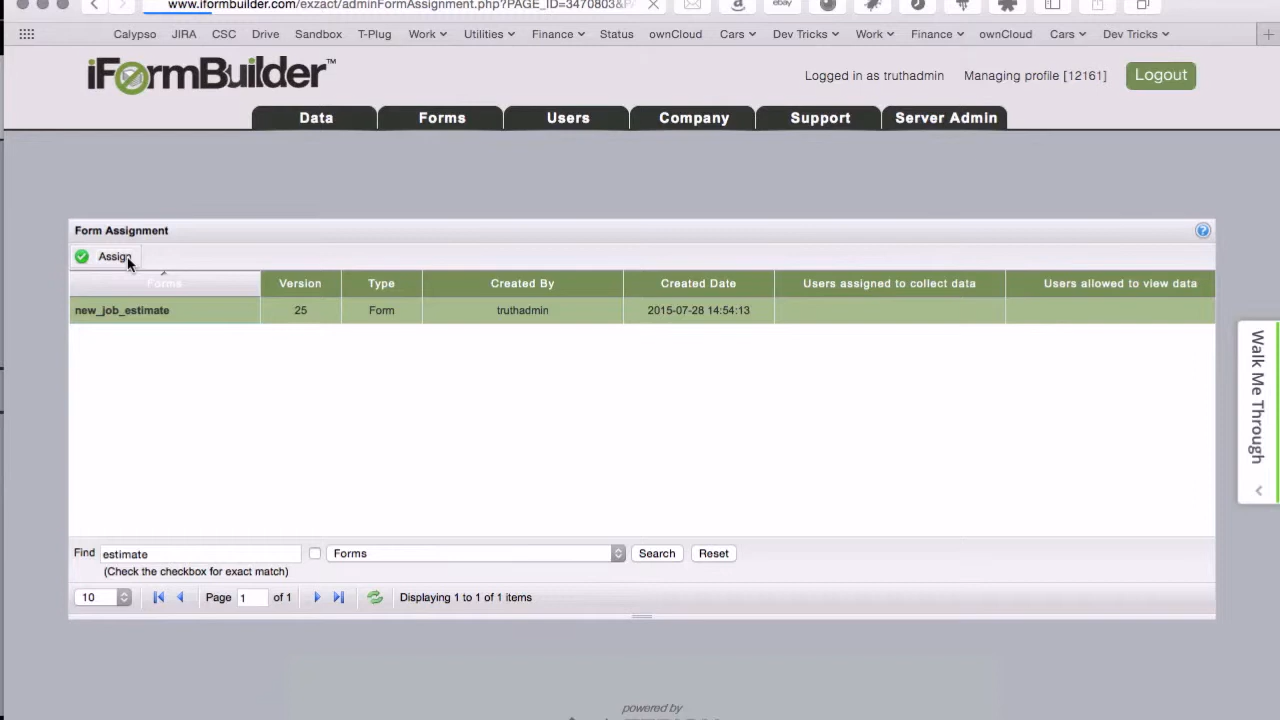 www.iformbuilder.com/exzact/adminFormAssignment.php?PAGE_ID=3470803&P
Calypso JIRA CSC Drive Sandbox T-Plug Work Utilities Finance Status ownCloud Cars Dev Tricks Work Finance ownCloud Cars Dev Tricks
iFormBuilder™
Logged in as truthadmin Managing profile [12161] Logout
Data Forms Users Company Support Server Admin
Form Assignment
Assign
Forms Version Type Created By Created Date Users assigned to collect data Users allowed to view data
new_job_estimate 25 Form truthadmin 2015-07-28 14:54:13
Walk Me Through
Find estimate Forms Search Reset
(Check the checkbox for exact match)
10 Page 1 of 1 Displaying 1 to 1 of 1 items
powered by